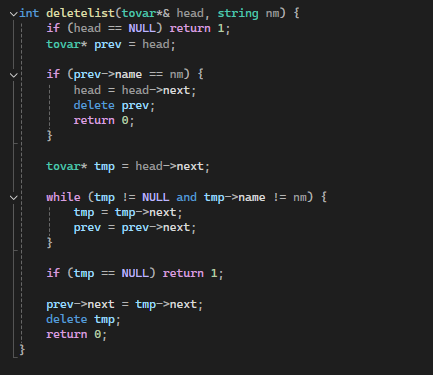 int deletelist(tovar*& head, string nm) {
    if (head == NULL) return 1;
    tovar* prev = head;

    if (prev->name == nm) {
        head = head->next;
        delete prev;
        return 0;
    }

    tovar* tmp = head->next;

    while (tmp != NULL and tmp->name != nm) {
        tmp = tmp->next;
        prev = prev->next;
    }

    if (tmp == NULL) return 1;

    prev->next = tmp->next;
    delete tmp;
    return 0;
}